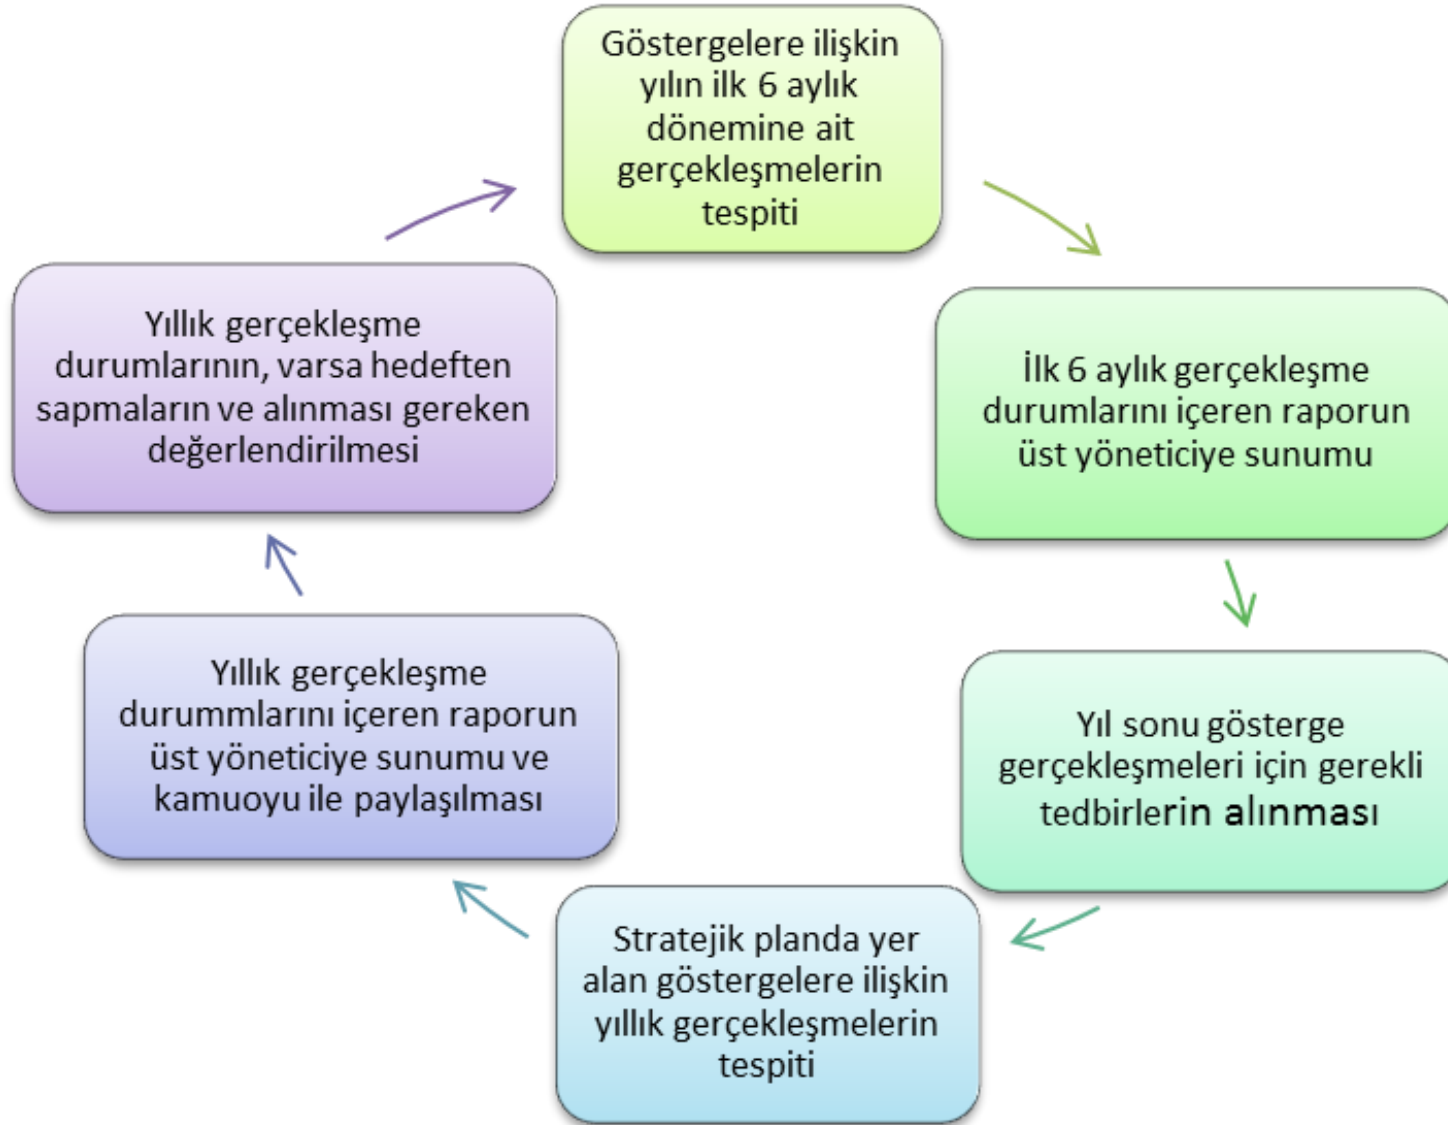 Göstergelere ilişkin
yılın ilk 6 aylık
dönemine ait
gerçekleşmelerin
tespiti
İlk 6 aylık gerçekleşme
durumlarını içeren raporun
üst yöneticiye sunumu
Yıl sonu gösterge
gerçekleşmeleri için gerekli
tedbirlerin alınması
Stratejik planda yer
alan göstergelere ilişkin
yıllık gerçekleşmelerin
tespiti
Yıllık gerçekleşme
durummlarını içeren raporun
üst yöneticiye sunumu ve
kamuoyu ile paylaşılması
Yıllık gerçekleşme
durumlarının, varsa hedeften
sapmaların ve alınması gereken
değerlendirilmesi